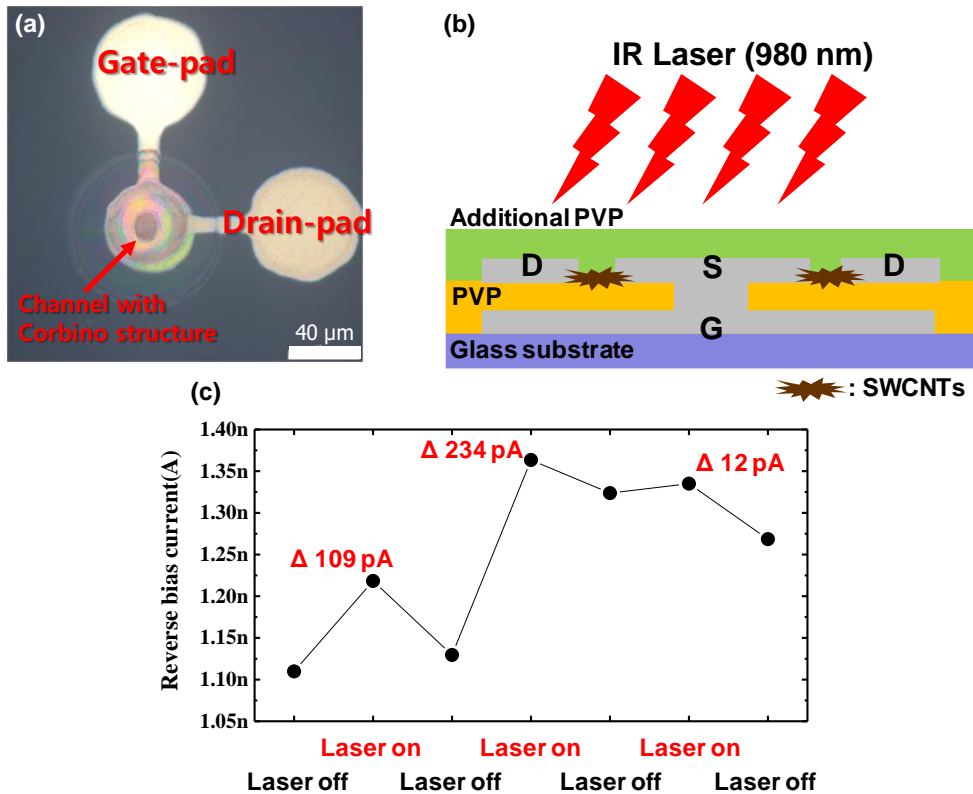 (a)
Gate-pad
Drain-pad
Channel with
Corbino structure
40 μm
(b)
IR Laser (980 nm)
Additional PVP
D
S
D
PVP
G
Glass substrate
: SWCNTs
(c)
Reverse bias current(A)
1.40n
1.35n
1.30n
1.25n
1.20n
1.15n
1.10n
1.05n
Δ 109 pA
Δ 234 pA
Δ 12 pA
Laser on
Laser on
Laser on
Laser off
Laser off
Laser off
Laser off